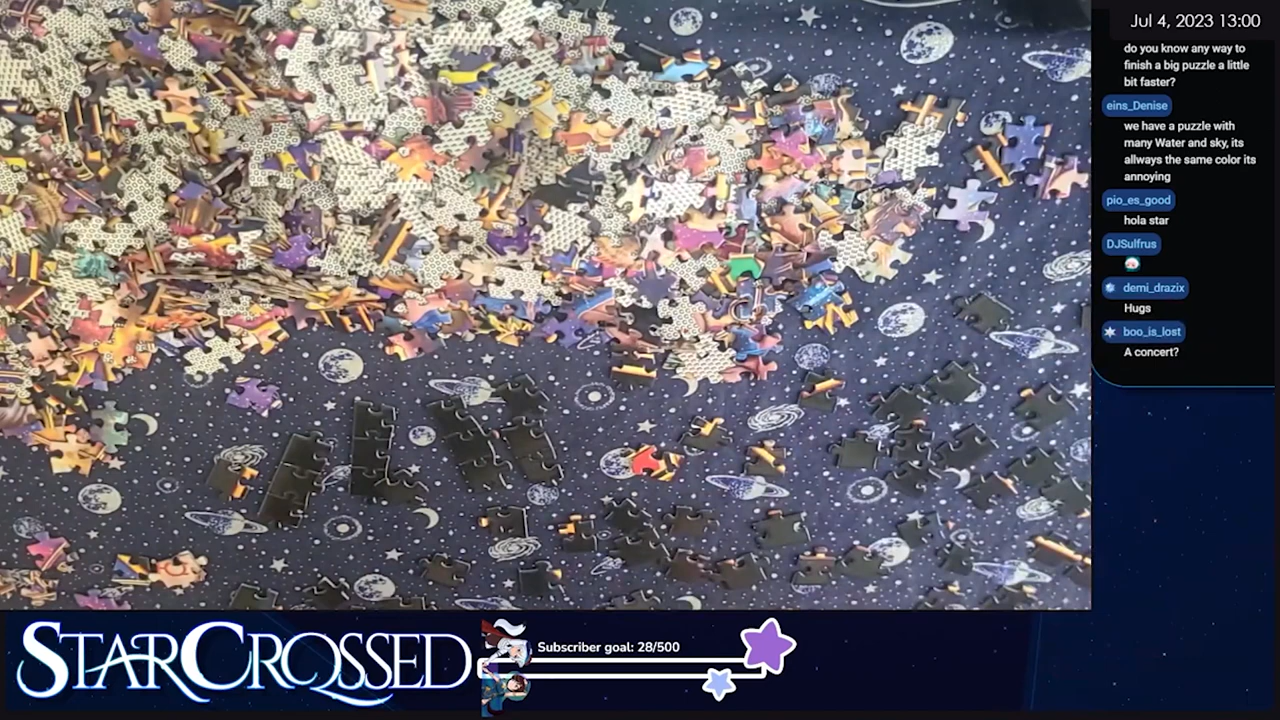 Jul 4, 2023 13:00
do you know any way to
finish a big puzzle a little
bit faster?
eins_Denise
we have a puzzle with
many Water and sky, its
allways the same color its
annoying
pio_es_good
hola star
DJSulfrus
demi_drazix
Hugs
boo_is_lost
A concert?
STARCROSSED
Subscriber goal: 28/500